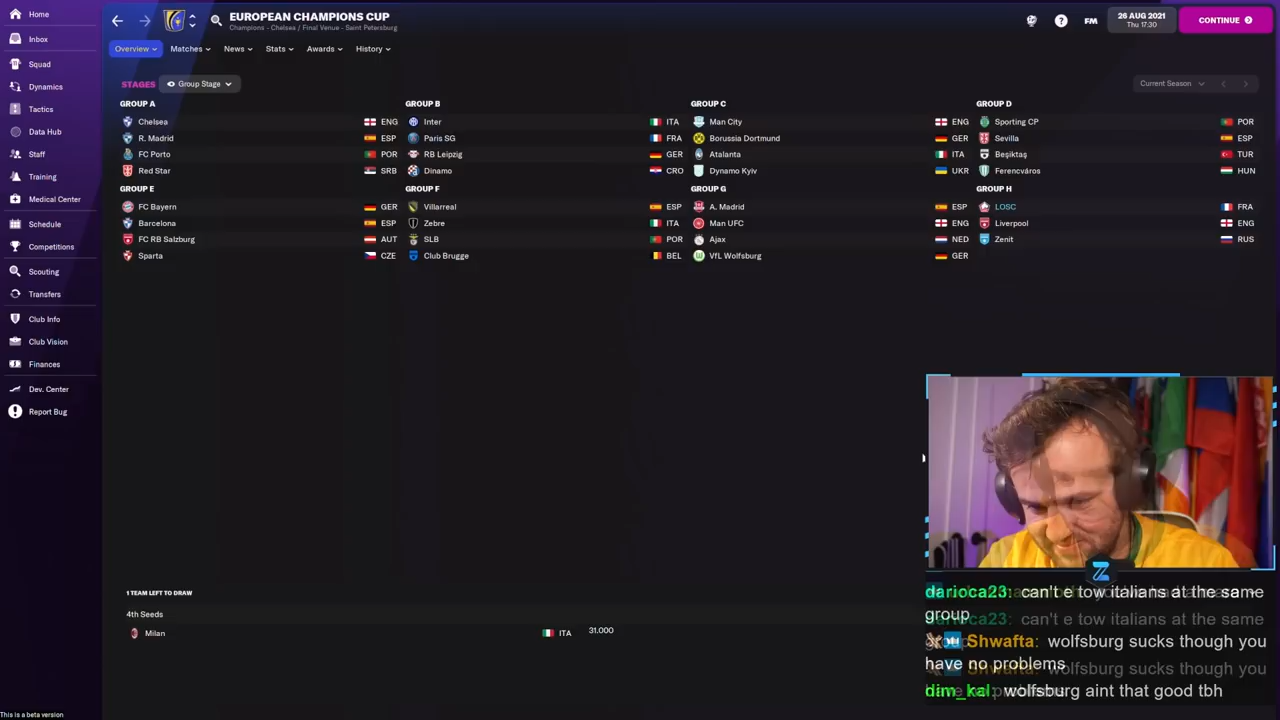 Home
EUROPEAN CHAMPIONS CUP
Champions - Chelsea / Final Venue - Saint Petersburg
FM
26 AUG 2021
Thu 17:30
CONTINUE
Inbox
Overview
Matches
News
Stats
Awards
History
Squad
Dynamics
Tactics
Data Hub
Staff
Training
Medical Center
Schedule
Competitions
Scouting
Transfers
Club Info
Club Vision
Finances
Dev. Center
Report Bug
STAGES
Group Stage
Current Season
GROUP A
Chelsea ENG
R. Madrid ESP
FC Porto POR
Red Star SRB
GROUP B
Inter ITA
Paris SG FRA
RB Leipzig GER
Dinamo CRO
GROUP C
Man City ENG
Borussia Dortmund GER
Atalanta ITA
Dynamo Kyiv UKR
GROUP D
Sporting CP POR
Sevilla ESP
Beşiktaş TUR
Ferencváros HUN
GROUP E
FC Bayern GER
Barcelona ESP
FC RB Salzburg AUT
Sparta CZE
GROUP F
Villarreal ESP
Zebre ITA
SLB POR
Club Brugge BEL
GROUP G
A. Madrid ESP
Man UFC ENG
Ajax NED
VfL Wolfsburg GER
GROUP H
LOSC FRA
Liverpool ENG
Zenit RUS
1 TEAM LEFT TO DRAW
4th Seeds
Milan ITA 31.000
darioca23: can't e tow italians at the same
group
Shwafta: wolfsburg sucks though you
have no problems
dim_kal: wolfsburg aint that good tbh
This is a beta version